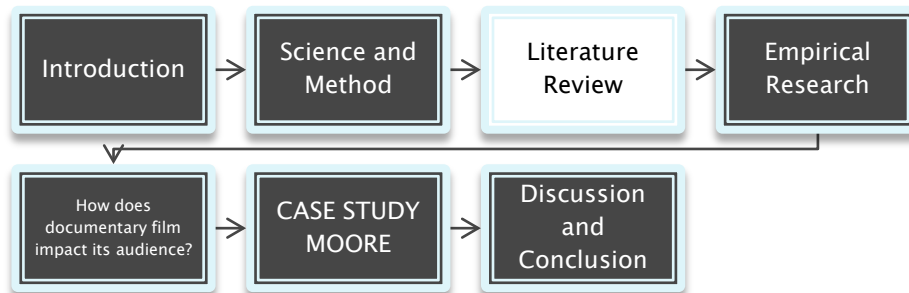 Introduction
Science and
Method
Literature
Review
Empirical
Research
How does
documentary film
impact its audience?
CASE STUDY
MOORE
Discussion
and
Conclusion